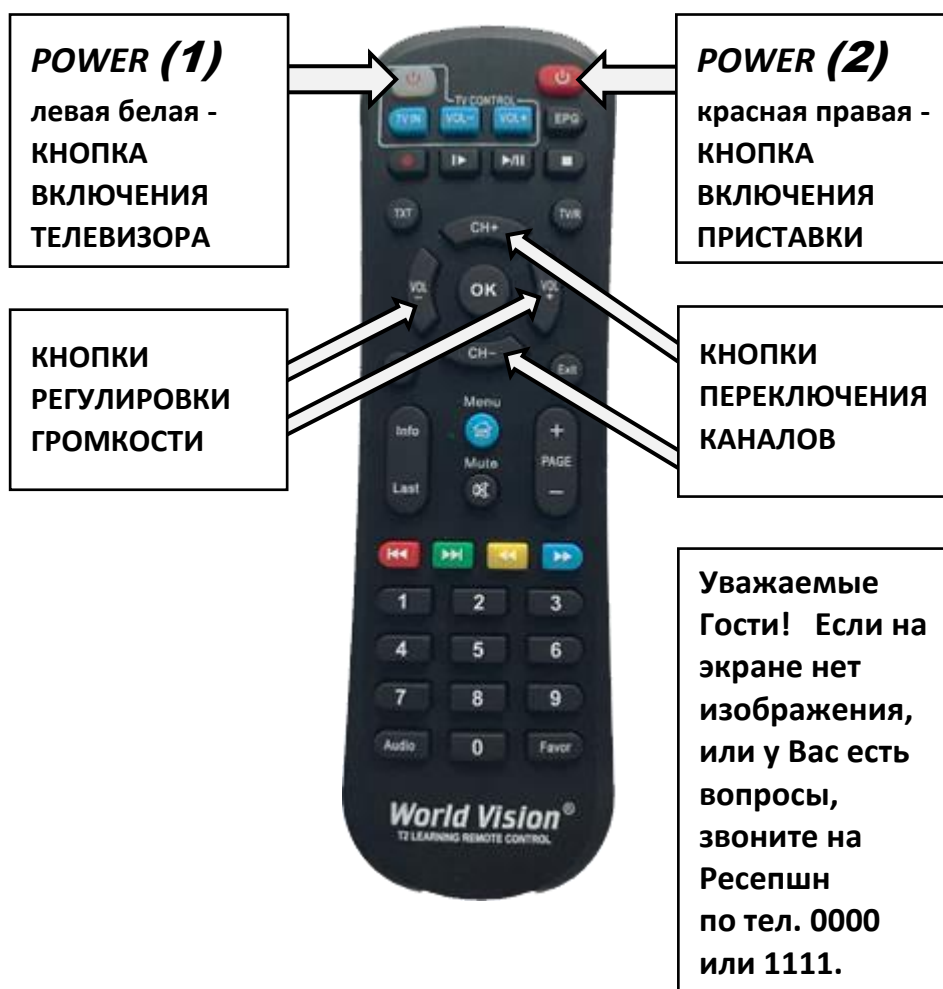 POWER (1)
левая белая -
КНОПКА
ВКЛЮЧЕНИЯ
ТЕЛЕВИЗОРА
POWER (2)
красная правая -
КНОПКА
ВКЛЮЧЕНИЯ
ПРИСТАВКИ
TV CONTROL
TV IN VOL- VOL+ EPG
TXT TV/R
CH+
VOL
-
OK
VOL
+
CH-
Exit
КНОПКИ
РЕГУЛИРОВКИ
ГРОМКОСТИ
КНОПКИ
ПЕРЕКЛЮЧЕНИЯ
КАНАЛОВ
Menu
Info
+
Mute
PAGE
Last
-
1 2 3
4 5 6
7 8 9
Audio 0 Favor
World Vision®
T2 LEARNING REMOTE CONTROL
Уважаемые
Гости! Если на
экране нет
изображения,
или у Вас есть
вопросы,
звоните на
Ресепшн
по тел. 0000
или 1111.